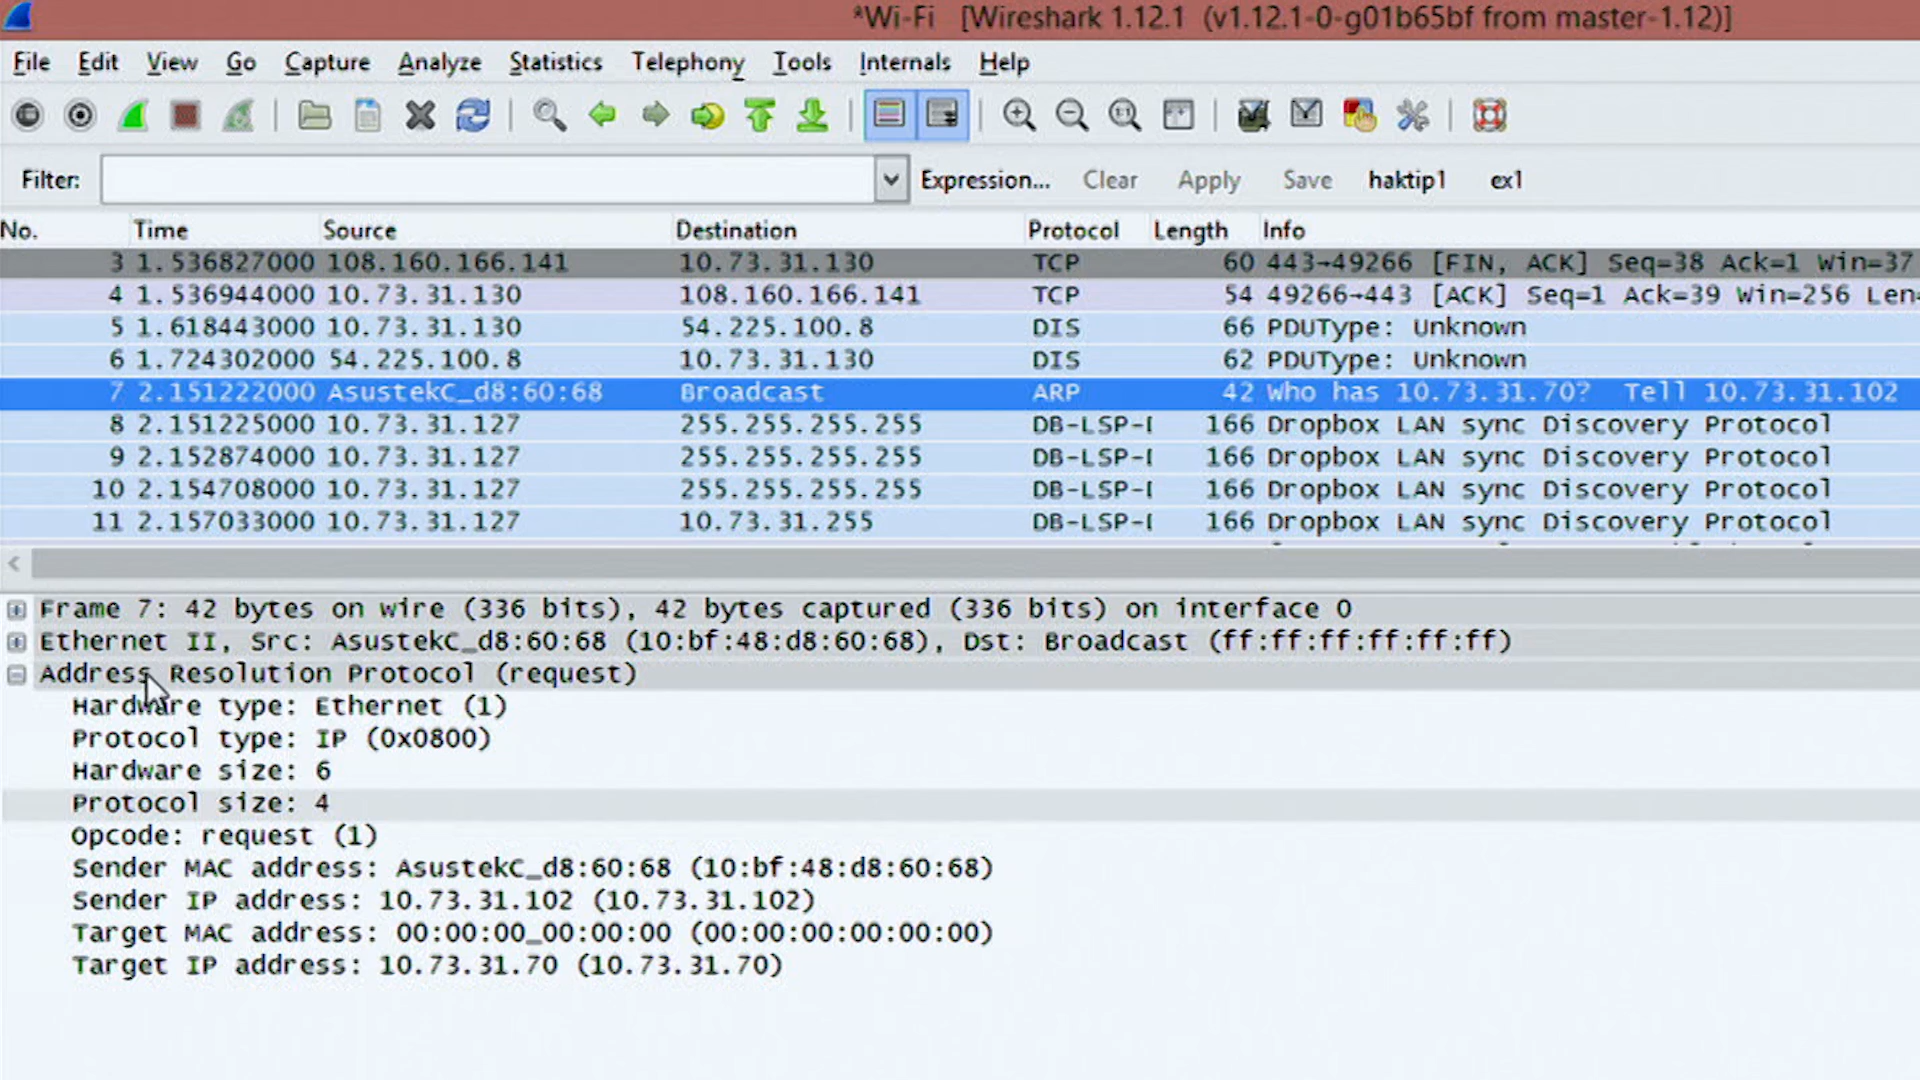 *Wi-Fi [Wireshark 1.12.1 (v1.12.1-0-g01b65bf from master-1.12)]
File Edit View Go Capture Analyze Statistics Telephony Tools Internals Help
Filter: Expression... Clear Apply Save haktip1 ex1
No. Time Source Destination Protocol Length Info
3 1.536827000 108.160.166.141 10.73.31.130 TCP 60 443→49266 [FIN, ACK] Seq=38 Ack=1 Win=37
4 1.536944000 10.73.31.130 108.160.166.141 TCP 54 49266→443 [ACK] Seq=1 Ack=39 Win=256 Len=
5 1.618443000 10.73.31.130 54.225.100.8 DIS 66 PDUType: Unknown
6 1.724302000 54.225.100.8 10.73.31.130 DIS 62 PDUType: Unknown
7 2.151222000 AsustekC_d8:60:68 Broadcast ARP 42 Who has 10.73.31.70? Tell 10.73.31.102
8 2.151225000 10.73.31.127 255.255.255.255 DB-LSP-D 166 Dropbox LAN sync Discovery Protocol
9 2.152874000 10.73.31.127 255.255.255.255 DB-LSP-D 166 Dropbox LAN sync Discovery Protocol
10 2.154708000 10.73.31.127 255.255.255.255 DB-LSP-D 166 Dropbox LAN sync Discovery Protocol
11 2.157033000 10.73.31.127 10.73.31.255 DB-LSP-D 166 Dropbox LAN sync Discovery Protocol
Frame 7: 42 bytes on wire (336 bits), 42 bytes captured (336 bits) on interface 0
Ethernet II, Src: AsustekC_d8:60:68 (10:bf:48:d8:60:68), Dst: Broadcast (ff:ff:ff:ff:ff:ff)
Address Resolution Protocol (request)
Hardware type: Ethernet (1)
Protocol type: IP (0x0800)
Hardware size: 6
Protocol size: 4
Opcode: request (1)
Sender MAC address: AsustekC_d8:60:68 (10:bf:48:d8:60:68)
Sender IP address: 10.73.31.102 (10.73.31.102)
Target MAC address: 00:00:00_00:00:00 (00:00:00:00:00:00)
Target IP address: 10.73.31.70 (10.73.31.70)